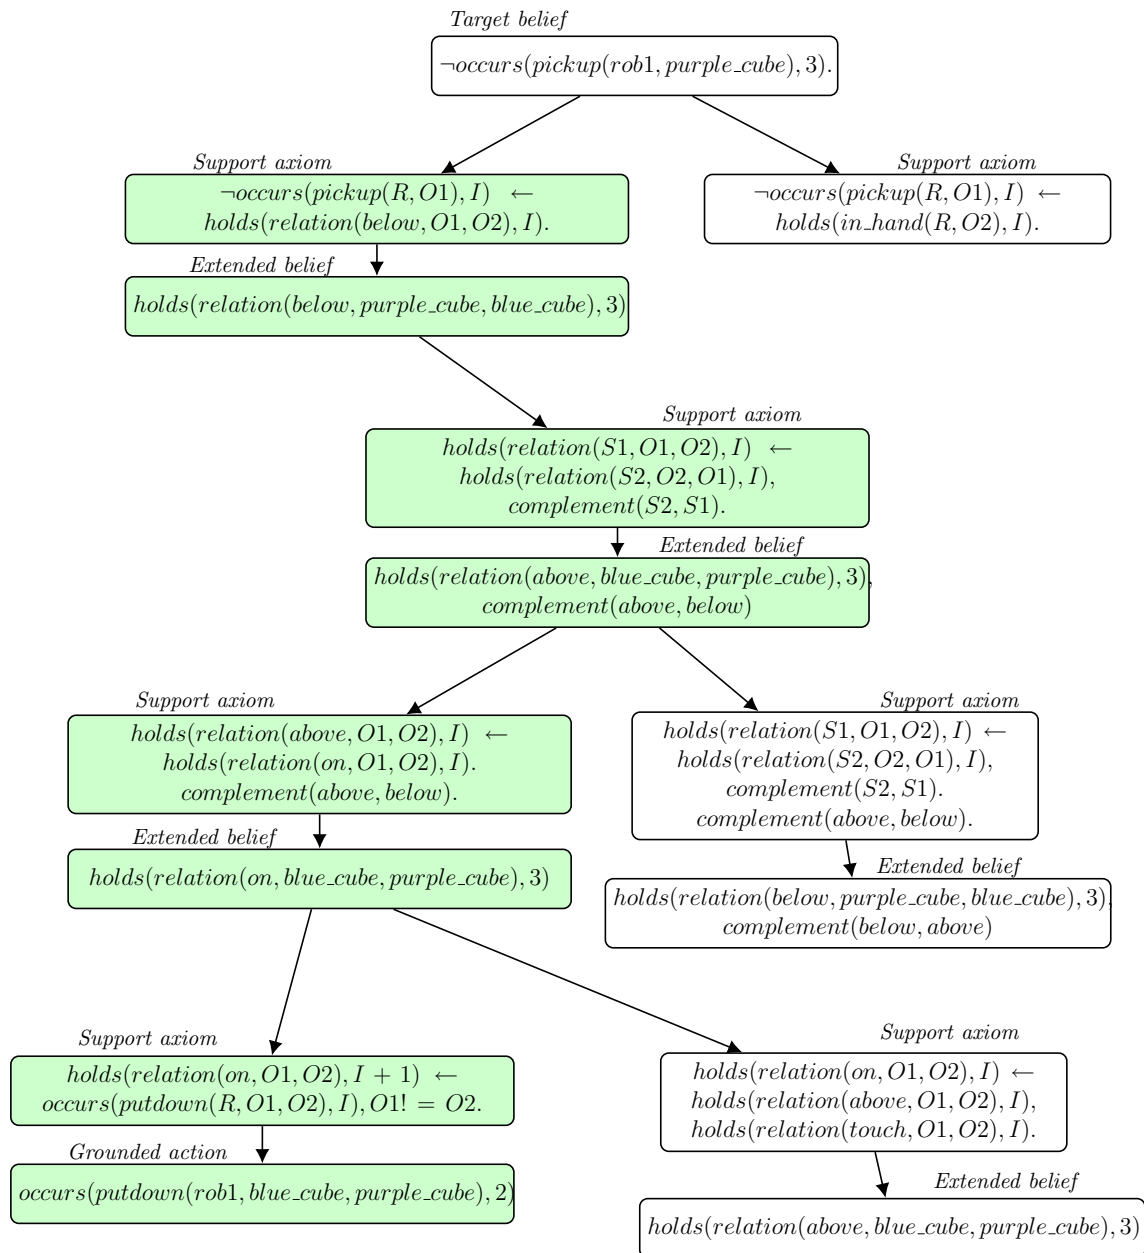 Target belief
¬occurs(pickup(rob1, purple_cube), 3).
Support axiom
¬occurs(pickup(R, O1), I) ←
holds(relation(below, O1, O2), I).
Support axiom
¬occurs(pickup(R, O1), I) ←
holds(in_hand(R, O2), I).
Extended belief
holds(relation(below, purple_cube, blue_cube), 3)
Support axiom
holds(relation(S1, O1, O2), I) ←
holds(relation(S2, O2, O1), I),
complement(S2, S1).
Extended belief
holds(relation(above, blue_cube, purple_cube), 3),
complement(above, below)
Support axiom
holds(relation(above, O1, O2), I) ←
holds(relation(on, O1, O2), I).
complement(above, below).
Support axiom
holds(relation(S1, O1, O2), I) ←
holds(relation(S2, O2, O1), I),
complement(S2, S1).
complement(above, below).
Extended belief
holds(relation(on, blue_cube, purple_cube), 3)
Extended belief
holds(relation(below, purple_cube, blue_cube), 3),
complement(below, above)
Support axiom
holds(relation(on, O1, O2), I + 1) ←
occurs(putdown(R, O1, O2), I), O1! = O2.
Grounded action
occurs(putdown(rob1, blue_cube, purple_cube), 2)
Support axiom
holds(relation(on, O1, O2), I) ←
holds(relation(above, O1, O2), I),
holds(relation(touch, O1, O2), I).
Extended belief
holds(relation(above, blue_cube, purple_cube), 3)